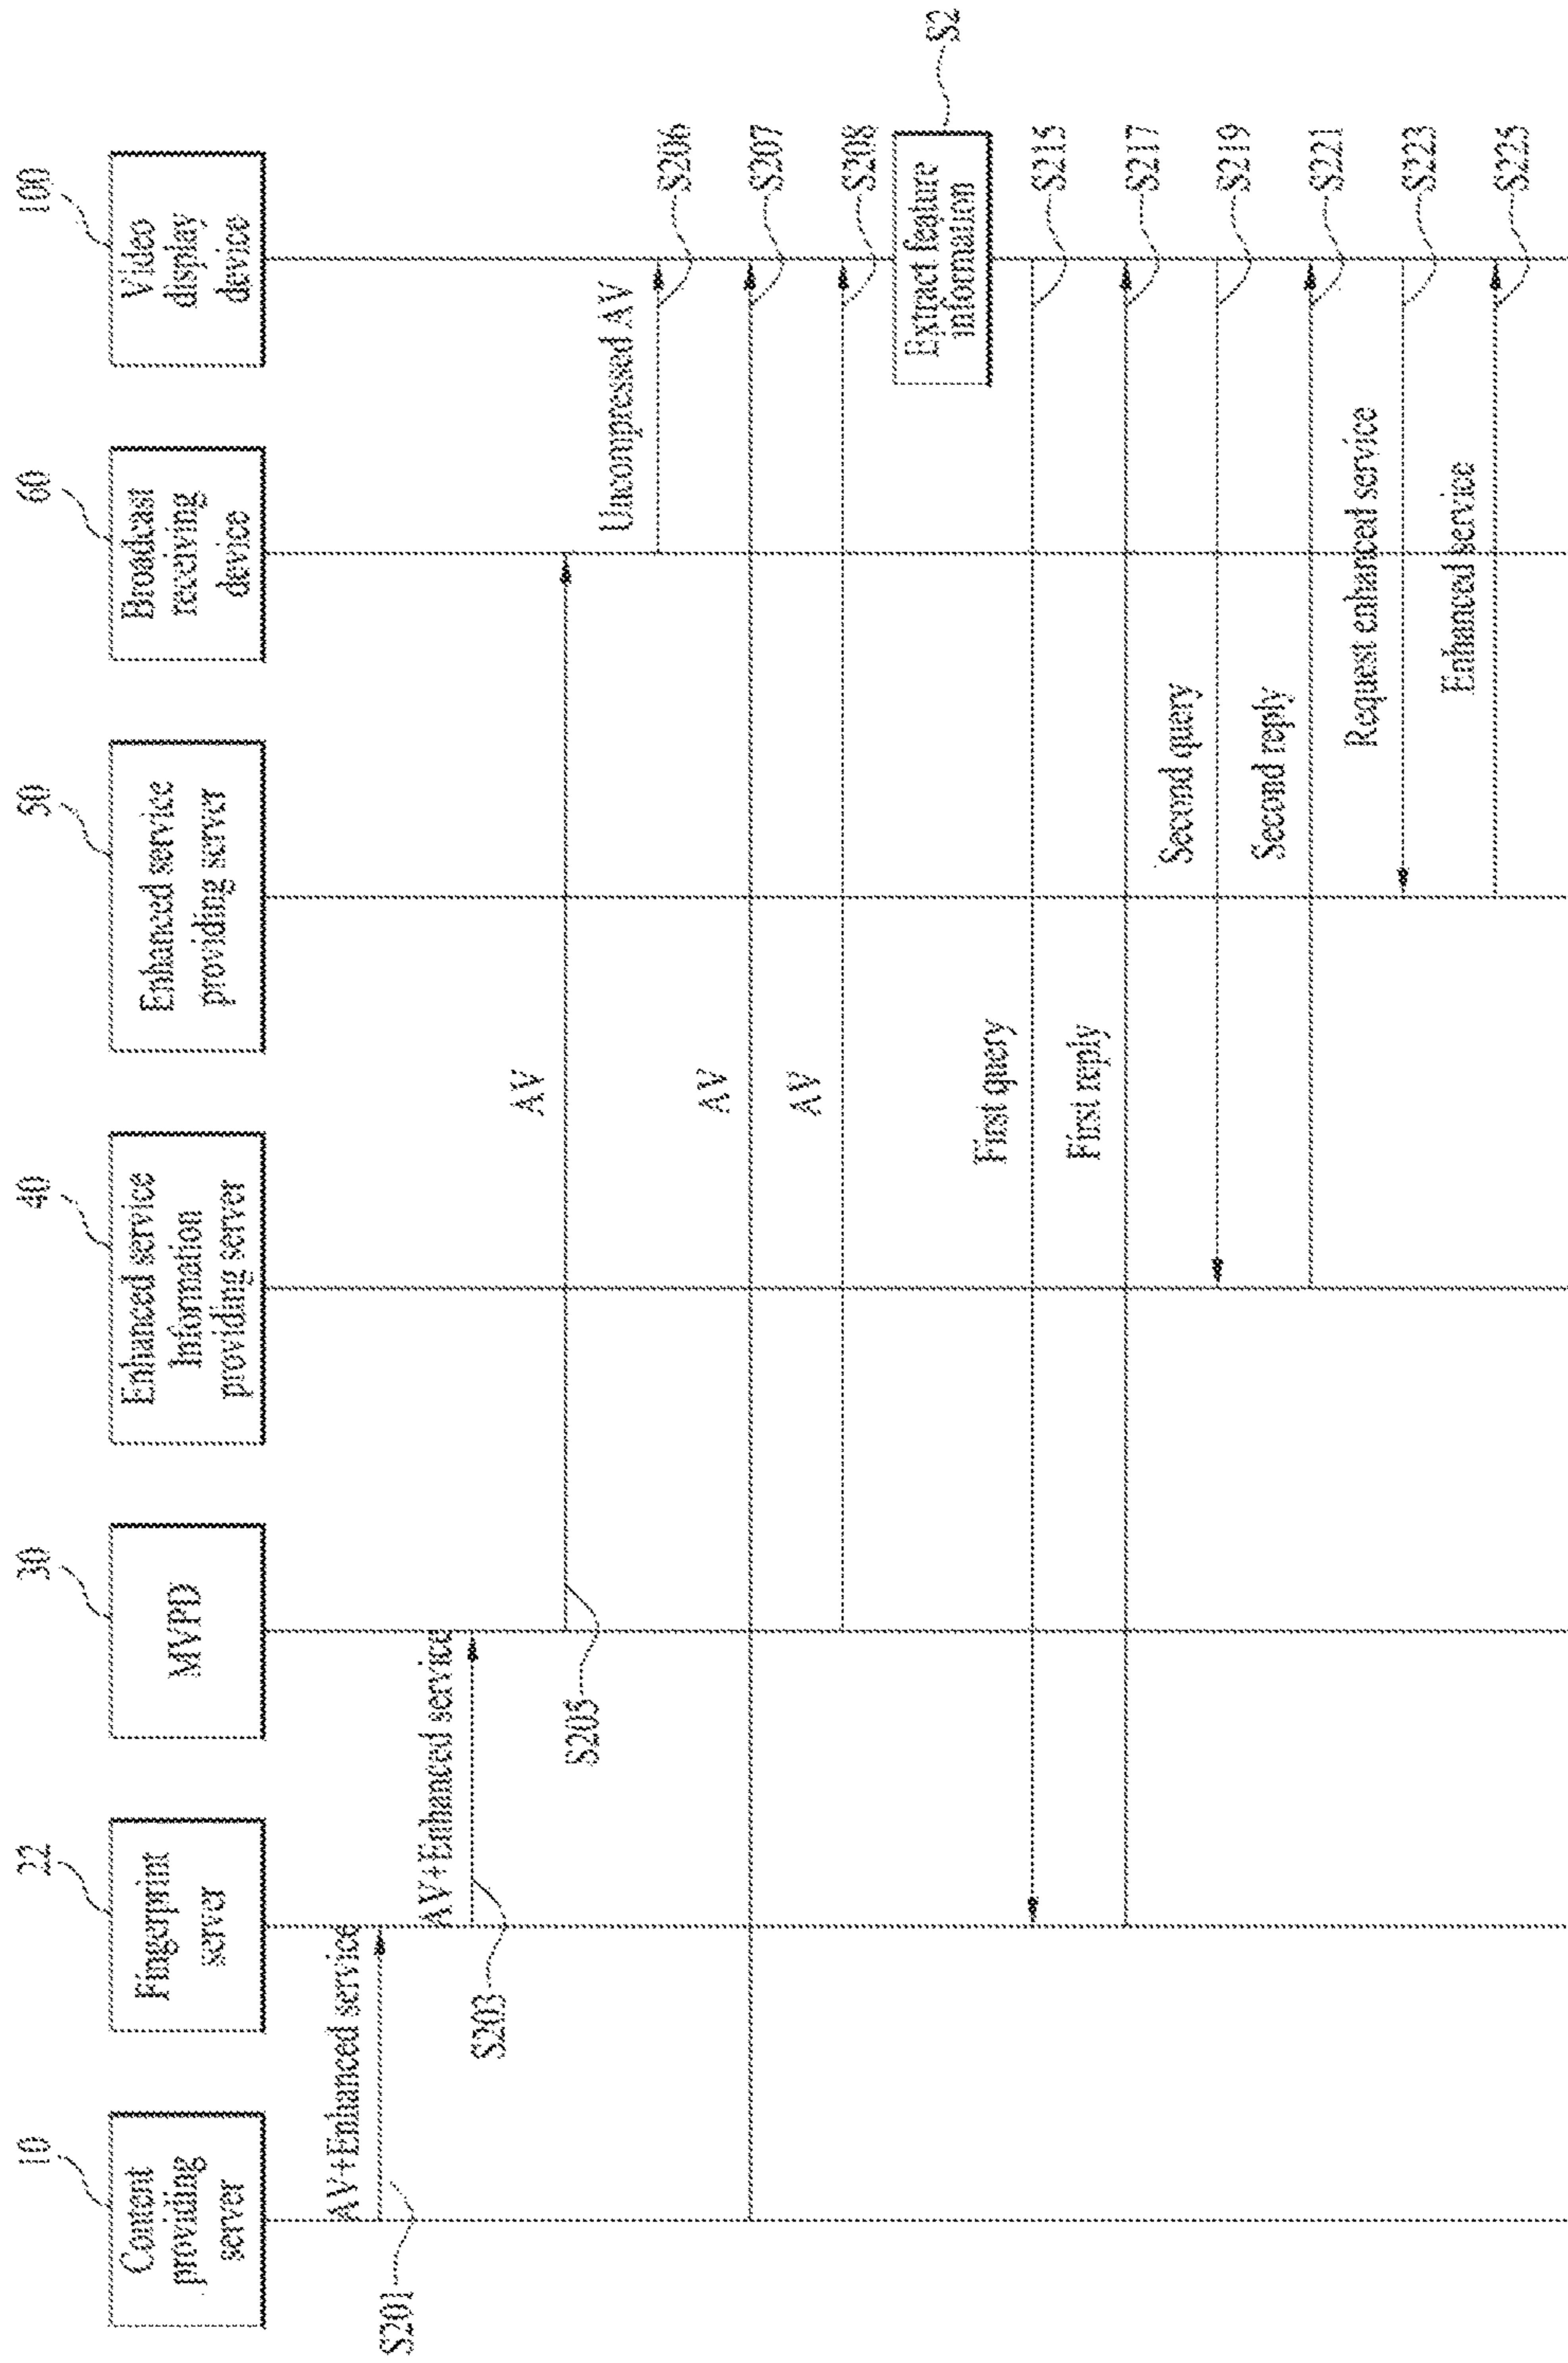 10
22
30
40
50
60
100
Content
providing
server
Fingerprint
server
MVPD
Enhanced service
Information
providing server
Enhanced service
providing server
Broadcast
receiving
device
Video
display
device
AV+Enhanced service
S201
AV+Enhanced service
S203
AV
S205
Uncompressed AV
S206
AV
S207
AV
S208
Extract feature
information
S2
First query
S215
First reply
S217
Second query
S219
Second reply
S221
Request enhanced service
S223
Enhanced service
S225